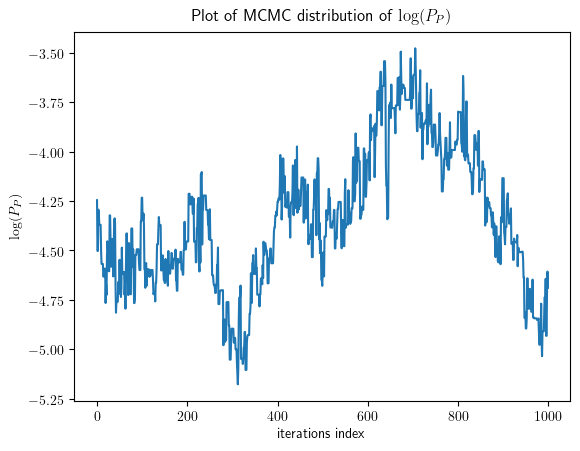 Plot of MCMC distribution of log(P_P)
−3.50
−3.75
−4.00
−4.25
−4.50
−4.75
−5.00
−5.25
log(P_P)
0 200 400 600 800 1000
iterations index